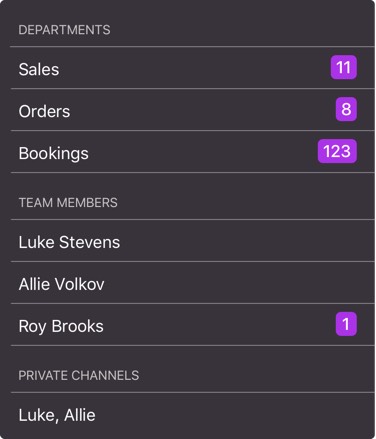 DEPARTMENTS
Sales 11
Orders 8
Bookings 123
TEAM MEMBERS
Luke Stevens
Allie Volkov
Roy Brooks 1
PRIVATE CHANNELS
Luke, Allie